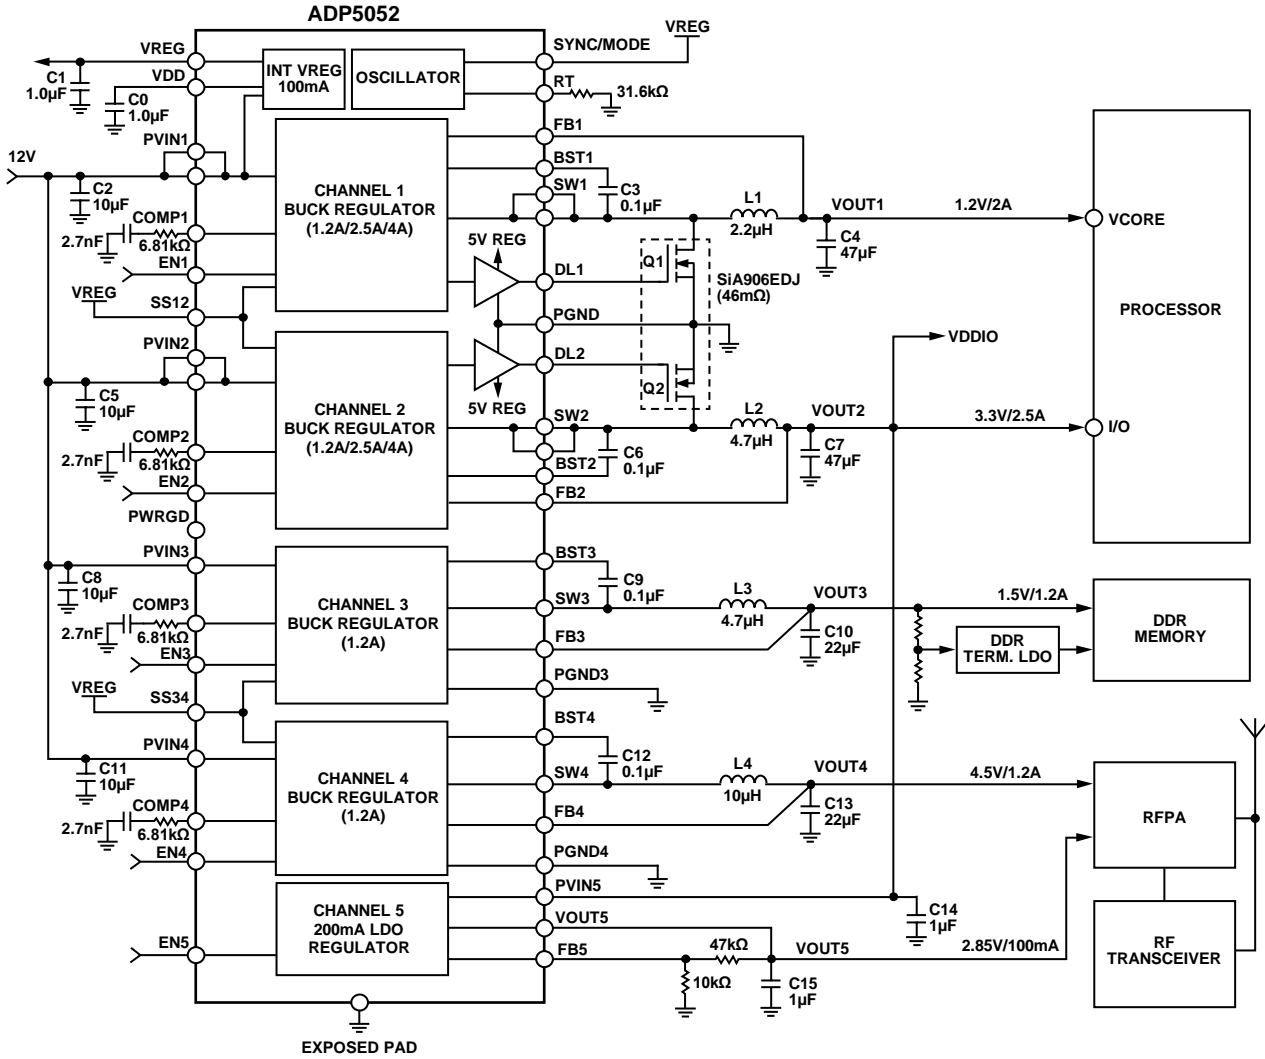 ADP5052
VREG
VDD
C1
1.0µF
C0
1.0µF
INT VREG
100mA
OSCILLATOR
SYNC/MODE
VREG
RT
31.6kΩ
12V
PVIN1
C2
10µF
COMP1
2.7nF
6.81kΩ
EN1
VREG
SS12
CHANNEL 1
BUCK REGULATOR
(1.2A/2.5A/4A)
FB1
BST1
SW1
C3
0.1µF
L1
2.2µH
VOUT1
1.2V/2A
C4
47µF
5V REG
DL1
Q1
SiA906EDJ
(46mΩ)
PGND
DL2
Q2
5V REG
VCORE
PROCESSOR
I/O
VDDIO
PVIN2
C5
10µF
COMP2
2.7nF
6.81kΩ
EN2
PWRGD
CHANNEL 2
BUCK REGULATOR
(1.2A/2.5A/4A)
SW2
BST2
FB2
C6
0.1µF
L2
4.7µH
VOUT2
3.3V/2.5A
C7
47µF
PVIN3
C8
10µF
COMP3
2.7nF
6.81kΩ
EN3
VREG
SS34
CHANNEL 3
BUCK REGULATOR
(1.2A)
BST3
SW3
FB3
PGND3
C9
0.1µF
L3
4.7µH
VOUT3
1.5V/1.2A
C10
22µF
DDR
TERM. LDO
DDR
MEMORY
PVIN4
C11
10µF
COMP4
2.7nF
6.81kΩ
EN4
CHANNEL 4
BUCK REGULATOR
(1.2A)
BST4
SW4
FB4
PGND4
C12
0.1µF
L4
10µH
VOUT4
4.5V/1.2A
C13
22µF
RFPA
EN5
CHANNEL 5
200mA LDO
REGULATOR
PVIN5
VOUT5
FB5
47kΩ
10kΩ
VOUT5
C15
1µF
C14
1µF
2.85V/100mA
RF
TRANSCEIVER
EXPOSED PAD